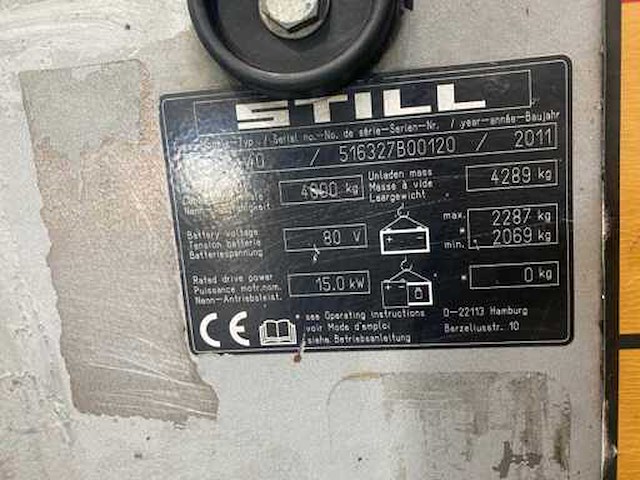 STILL
Typ. / Serial no.-No. de série-Serien-Nr. / year-année-Baujahr
/ 516327B00120 / 2011
4000 kg
Unladen mass
Masse à vide
Leergewicht
4289 kg
Battery voltage
Tension batterie
Batteriespannung
80 V
+ -
max. 2287 kg
* min. * 2069 kg
Rated drive power
Puissance motr.nom.
Nenn-Antriebsleist.
15.0 kW
* 0 kg
CE
* see Operating Instructions
voir Mode d'emploi
siehe Betriebsanleitung
D-22113 Hamburg
Berzeliusstr. 10